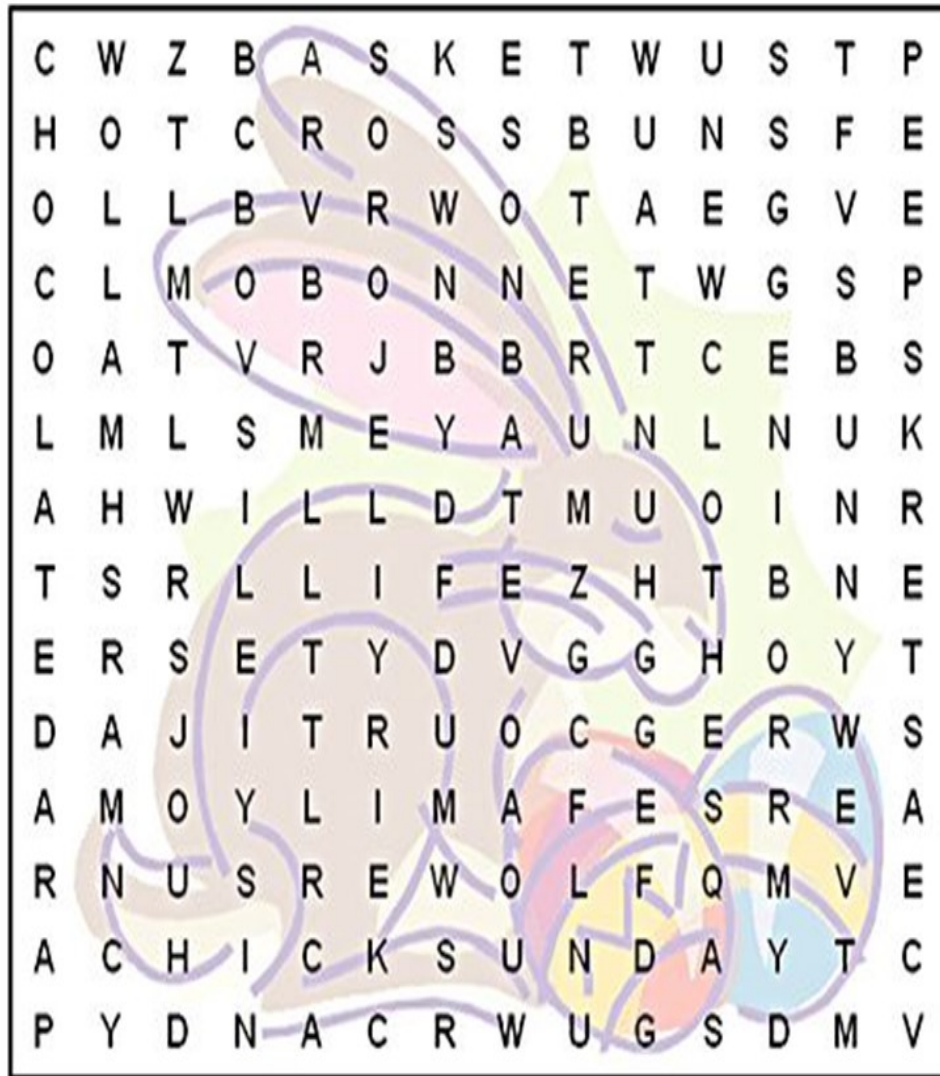 C W Z B A S K E T W U S T P
H O T C R O S S B U N S F E
O L L B V R W O T A E G V E
C L M O B O N N E T W G S P
O A T V R J B B R T C E B S
L M L S M E Y A U N L N U K
A H W I L L D T M U O I N R
T S R L L I F E Z H T B N E
E R S E T Y D V G G H O Y T
D A J I T R U O C G E R W S
A M O Y L I M A F E S R E A
R N U S R E W O L F Q M V E
A C H I C K S U N D A Y T C
P Y D N A C R W U G S D M V